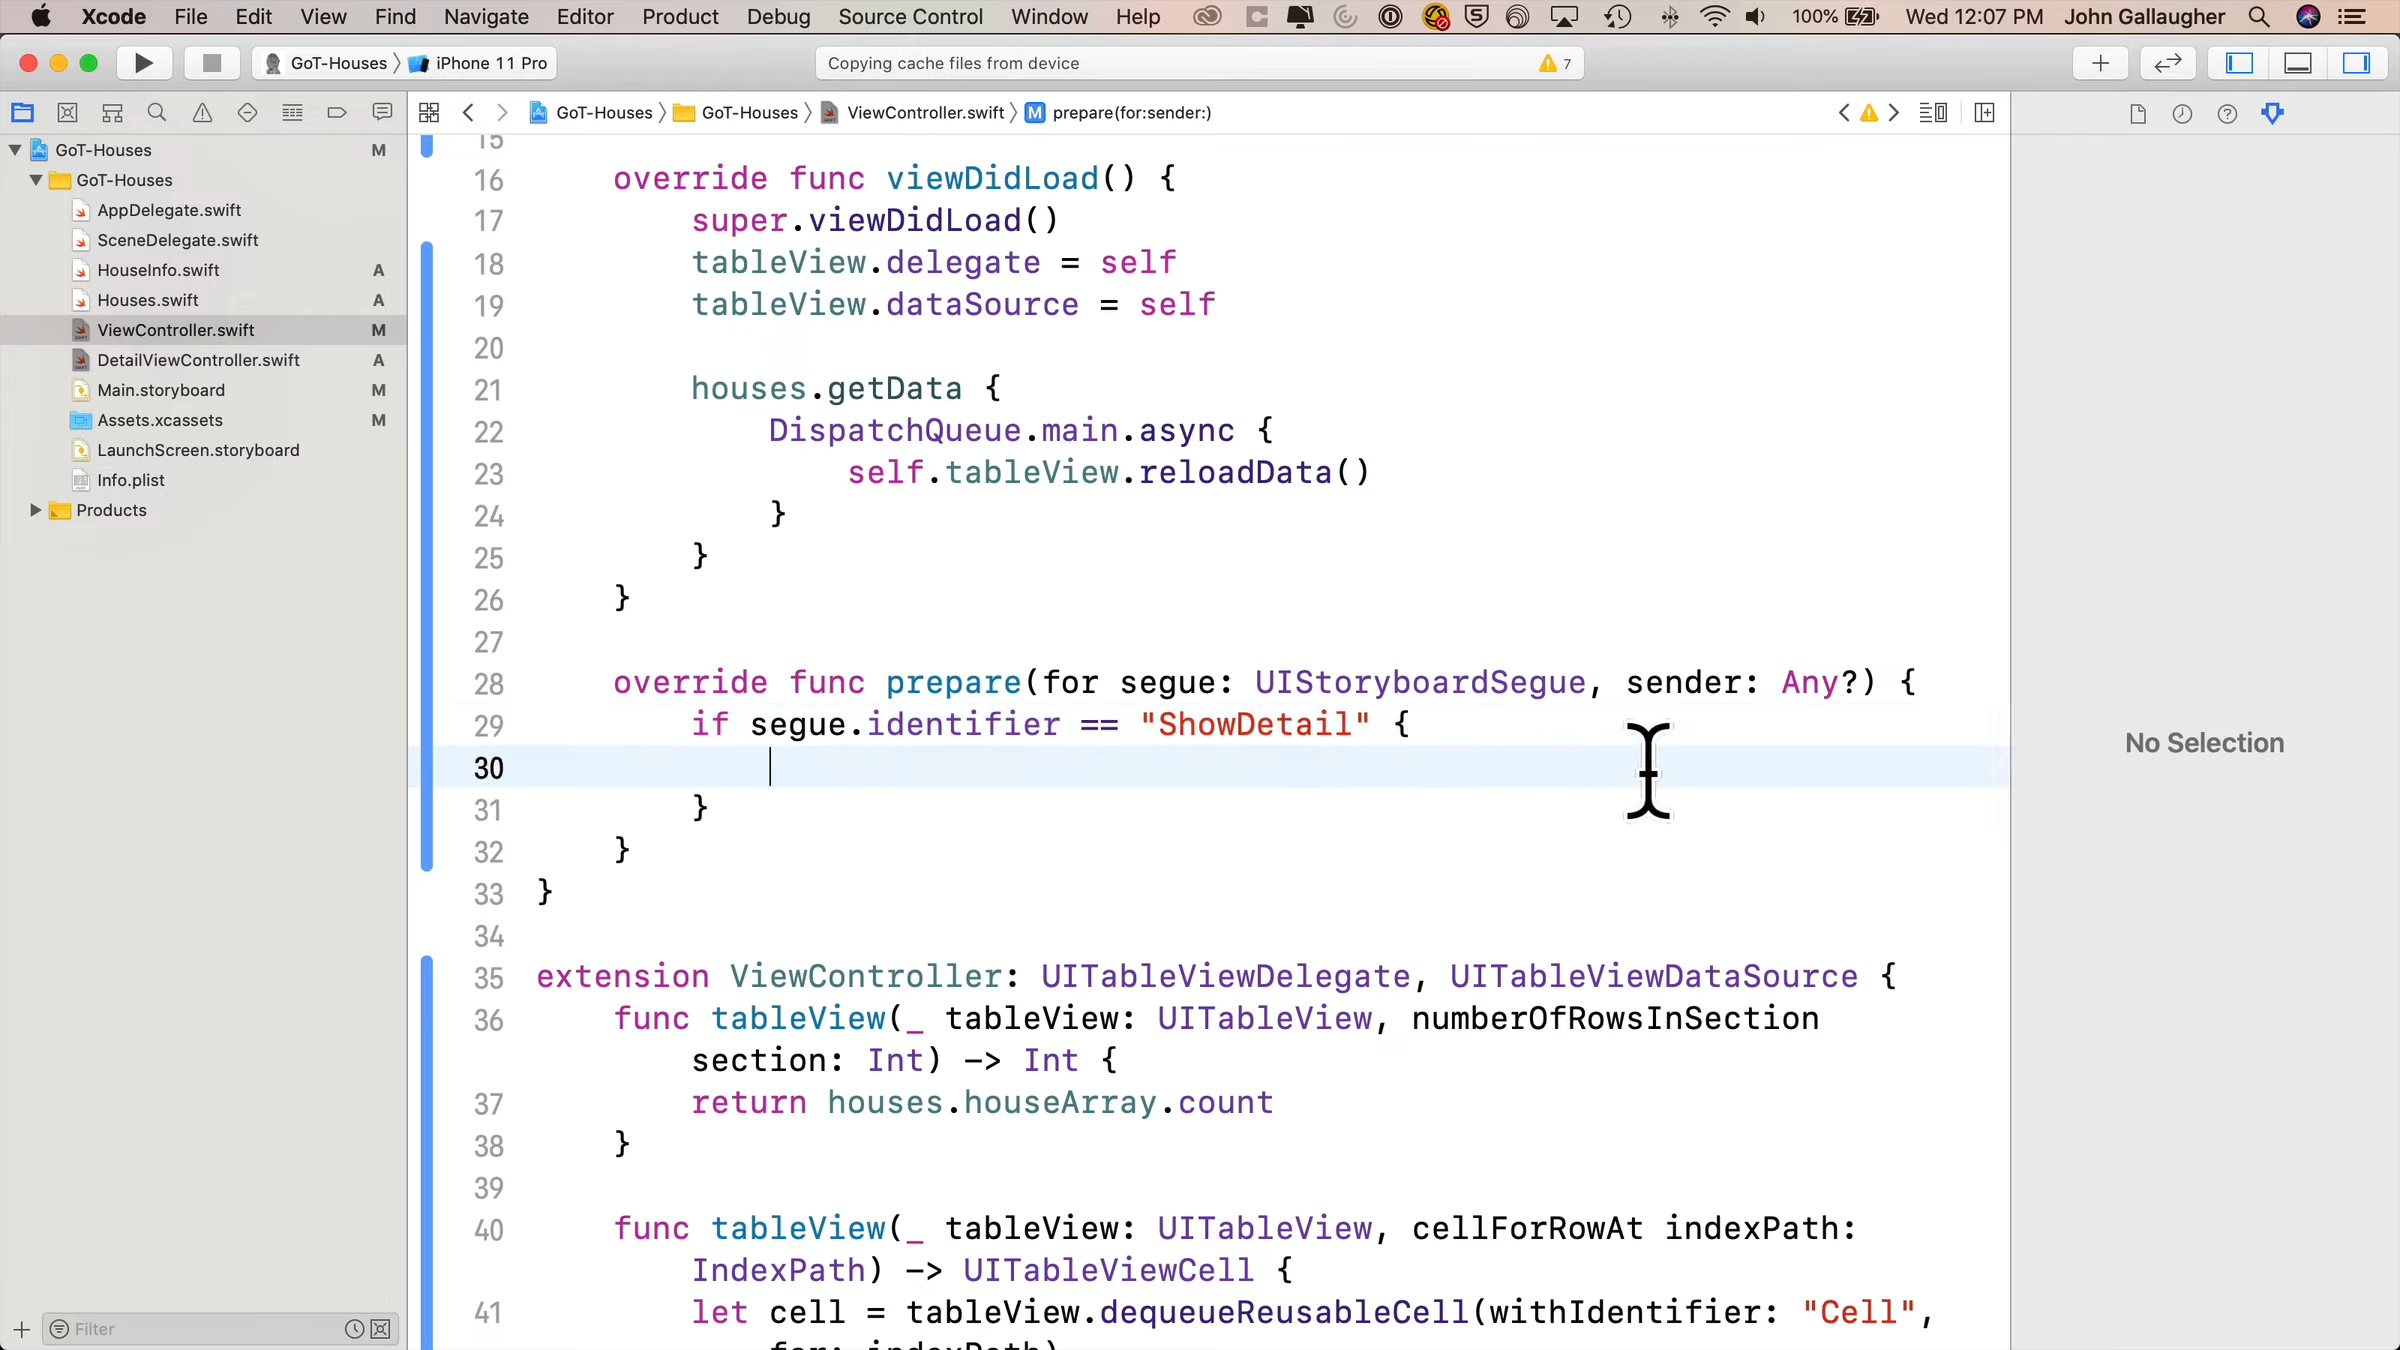 Xcode File Edit View Find Navigate Editor Product Debug Source Control Window Help 100% Wed 12:07 PM John Gallaugher
GoT-Houses iPhone 11 Pro Copying cache files from device 7
GoT-Houses GoT-Houses ViewController.swift M prepare(for:sender:)
GoT-Houses M
GoT-Houses
AppDelegate.swift
SceneDelegate.swift
HouseInfo.swift A
Houses.swift A
ViewController.swift M
DetailViewController.swift A
Main.storyboard M
Assets.xcassets M
LaunchScreen.storyboard
Info.plist
Products
Filter
15
16 override func viewDidLoad() {
17 super.viewDidLoad()
18 tableView.delegate = self
19 tableView.dataSource = self
20
21 houses.getData {
22 DispatchQueue.main.async {
23 self.tableView.reloadData()
24 }
25 }
26 }
27
28 override func prepare(for segue: UIStoryboardSegue, sender: Any?) {
29 if segue.identifier == "ShowDetail" {
30
31 }
32 }
33 }
34
35 extension ViewController: UITableViewDelegate, UITableViewDataSource {
36 func tableView(_ tableView: UITableView, numberOfRowsInSection
section: Int) -> Int {
37 return houses.houseArray.count
38 }
39
40 func tableView(_ tableView: UITableView, cellForRowAt indexPath:
IndexPath) -> UITableViewCell {
41 let cell = tableView.dequeueReusableCell(withIdentifier: "Cell",
for: indexPath)
No Selection